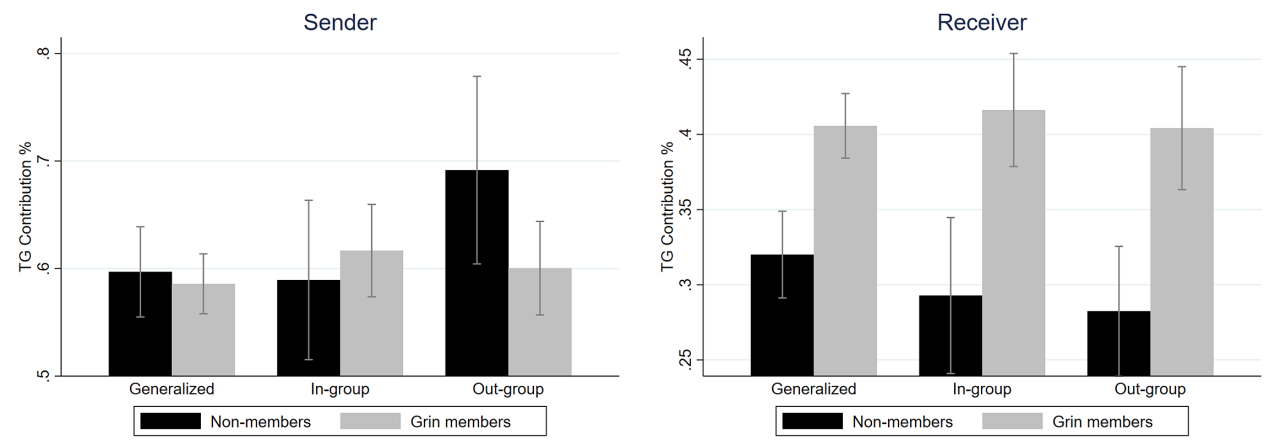 Sender
TG Contribution %
.8
.7
.6
.5
Generalized In-group Out-group
Non-members Grin members
Receiver
TG Contribution %
.45
.4
.35
.3
.25
Generalized In-group Out-group
Non-members Grin members